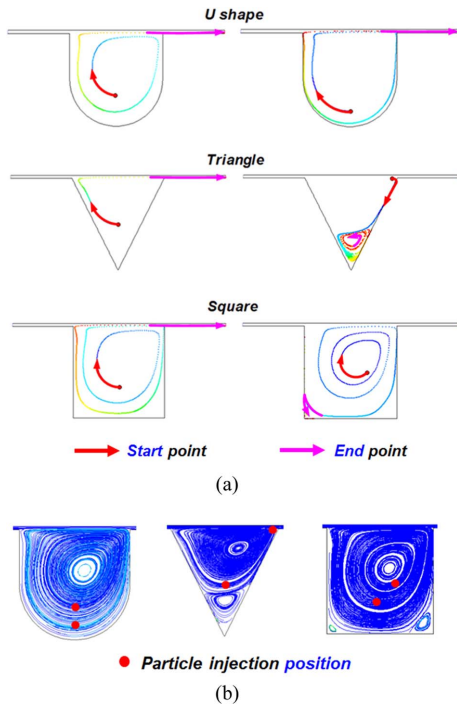 U shape
Triangle
Square
Start point
End point
(a)
Particle injection position
(b)